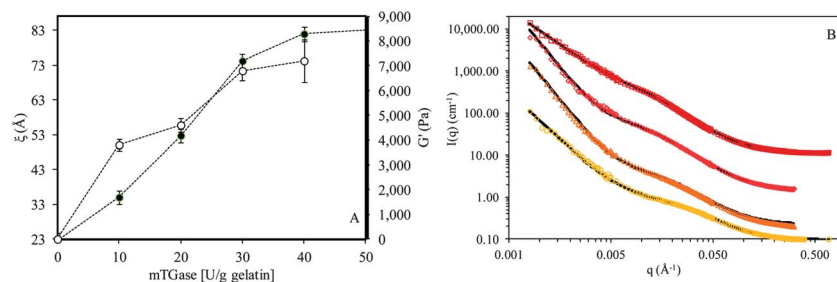 83
73
63
53
43
33
23
ξ (Å)
9,000
8,000
7,000
6,000
5,000
4,000
3,000
2,000
1,000
0
G' (Pa)
A
0 10 20 30 40 50
mTGase [U/g gelatin]
B
10,000.00
1,000.00
100.00
10.00
1.00
0.10
I(q) (cm⁻¹)
0.001 0.005 0.050 0.500
q (Å⁻¹)